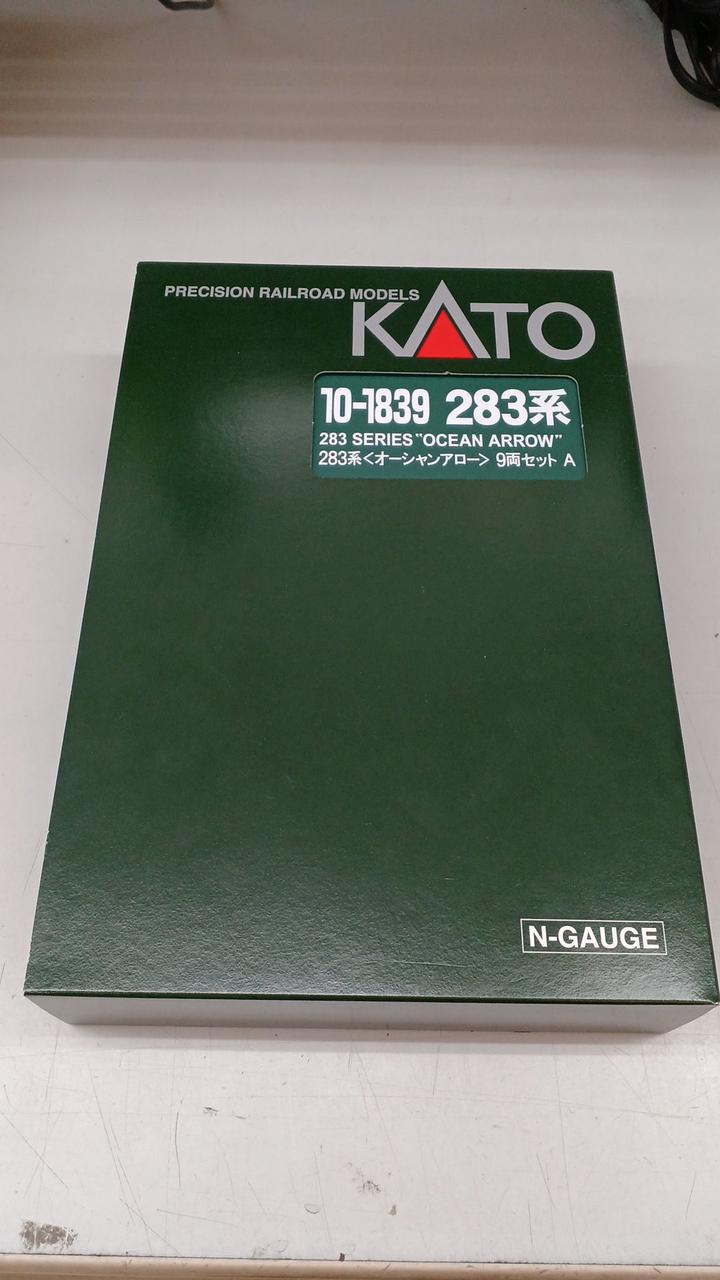 PRECISION RAILROAD MODELS
KATO
10-1839 283系
283 SERIES "OCEAN ARROW"
283系<オーシャンアロー> 9両セット A
N-GAUGE